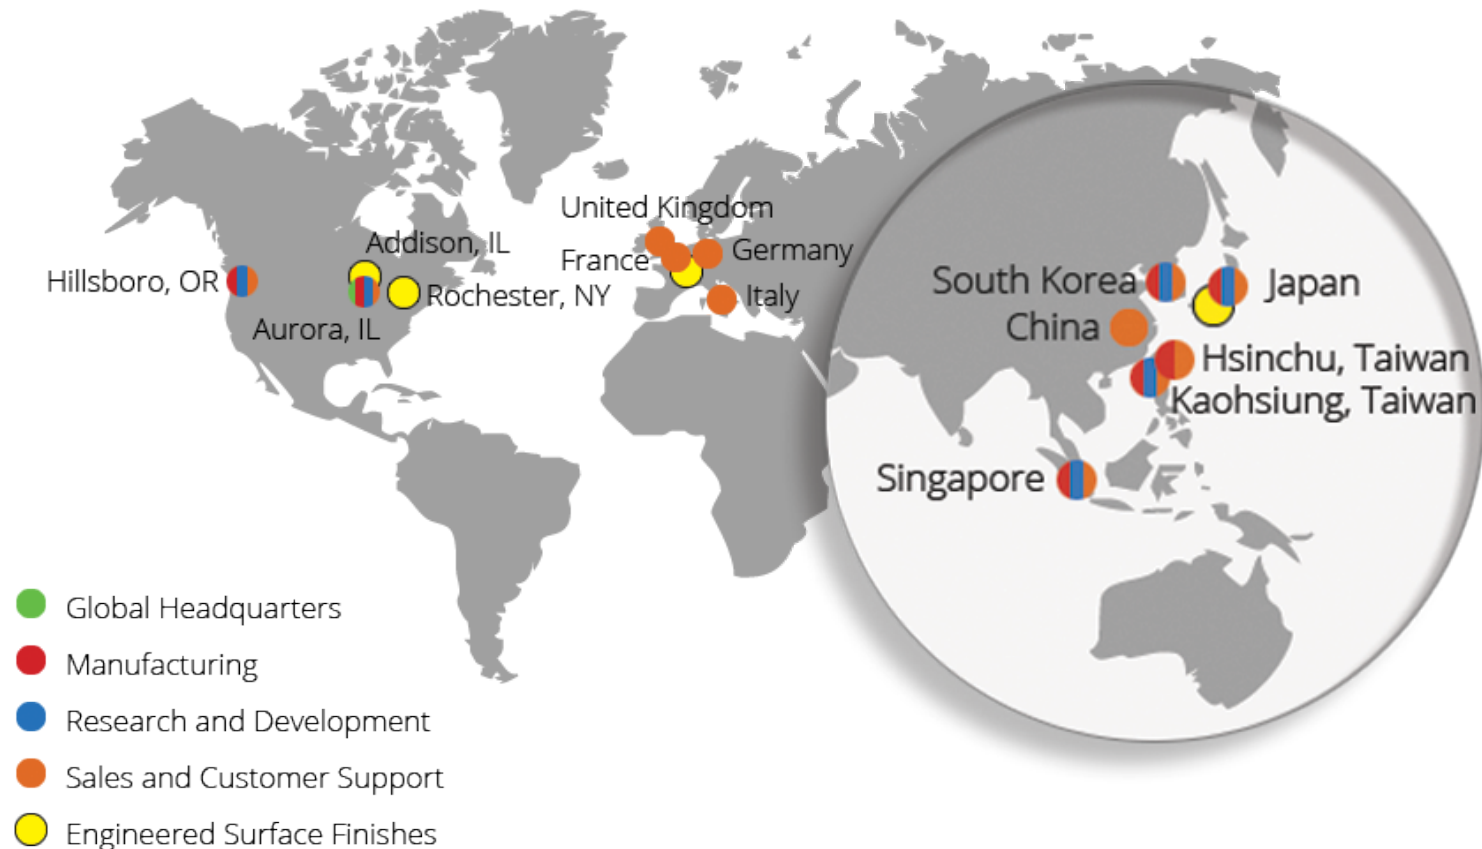 United Kingdom
Addison, IL
France
Germany
Hillsboro, OR
Rochester, NY
Italy
Aurora, IL
South Korea
Japan
China
Hsinchu, Taiwan
Kaohsiung, Taiwan
Singapore
Global Headquarters
Manufacturing
Research and Development
Sales and Customer Support
Engineered Surface Finishes